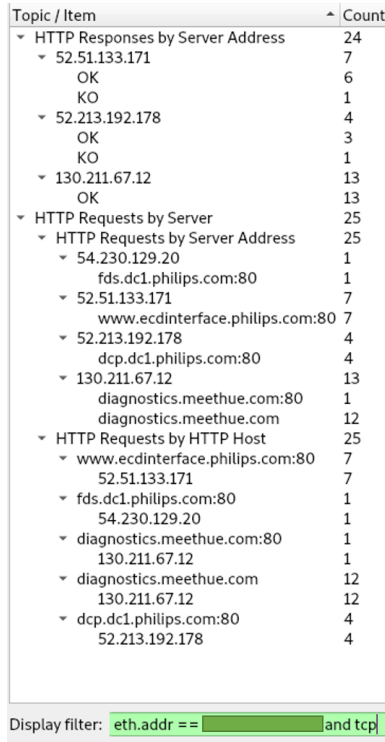 Topic / Item Count
HTTP Responses by Server Address 24
52.51.133.171 7
OK 6
KO 1
52.213.192.178 4
OK 3
KO 1
130.211.67.12 13
OK 13
HTTP Requests by Server 25
HTTP Requests by Server Address 25
54.230.129.20 1
fds.dc1.philips.com:80 1
52.51.133.171 7
www.ecdinterface.philips.com:80 7
52.213.192.178 4
dcp.dc1.philips.com:80 4
130.211.67.12 13
diagnostics.meethue.com:80 1
diagnostics.meethue.com 12
HTTP Requests by HTTP Host 25
www.ecdinterface.philips.com:80 7
52.51.133.171 7
fds.dc1.philips.com:80 1
54.230.129.20 1
diagnostics.meethue.com:80 1
130.211.67.12 1
diagnostics.meethue.com 12
130.211.67.12 12
dcp.dc1.philips.com:80 4
52.213.192.178 4
Display filter: eth.addr == and tcp